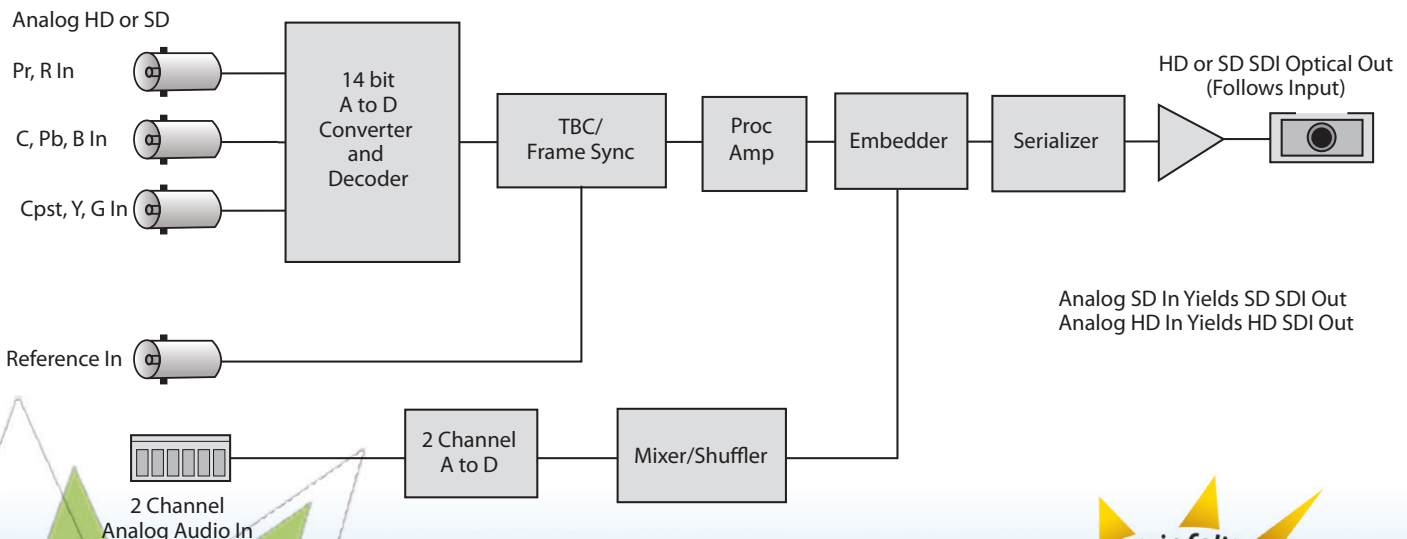 Analog HD or SD
Pr, R In
C, Pb, B In
Cpst, Y, G In
14 bit
A to D
Converter
and
Decoder
TBC/
Frame Sync
Proc
Amp
Embedder
Serializer
HD or SD SDI Optical Out
(Follows Input)
Analog SD In Yields SD SDI Out
Analog HD In Yields HD SDI Out
Reference In
2 Channel
A to D
Mixer/Shuffler
2 Channel
Analog Audio In